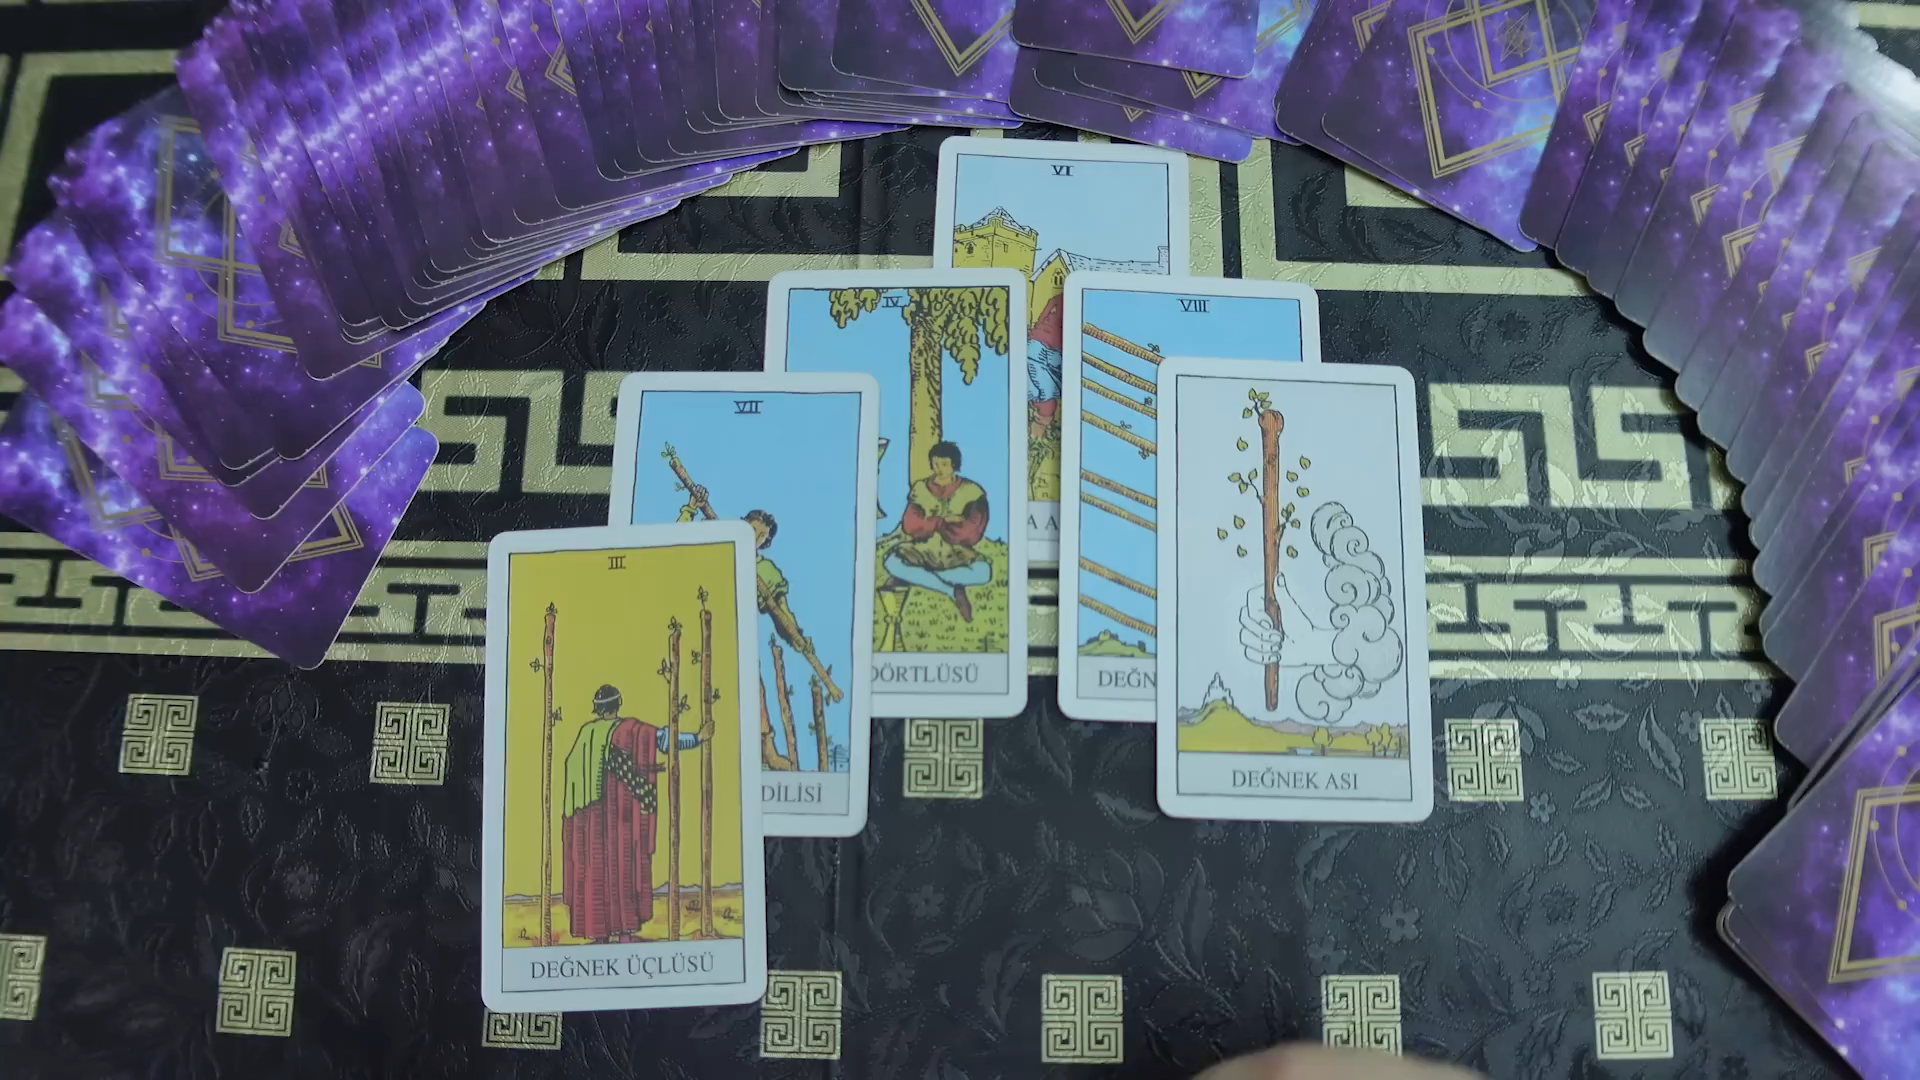 VI
IV
VIII
VII
III
A A
DÖRTLÜSÜ
DEĞN
DİLİSİ
DEĞNEK ASI
DEĞNEK ÜÇLÜSÜ